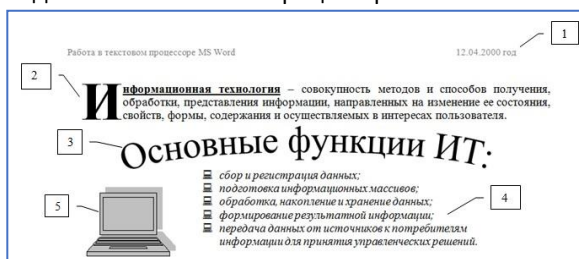 1
Работа в текстовом процессоре MS Word 12.04.2000 год
2
Информационная технология – совокупность методов и способов получения,
обработки, представления информации, направленных на изменение ее состояния,
свойств, формы, содержания и осуществляемых в интересах пользователя.
3
Основные функции ИТ:
сбор и регистрация данных;
подготовка информационных массивов;
обработка, накопление и хранение данных;
4
формирование результатной информации;
5
передача данных от источников к потребителям
информации для принятия управленческих решений.